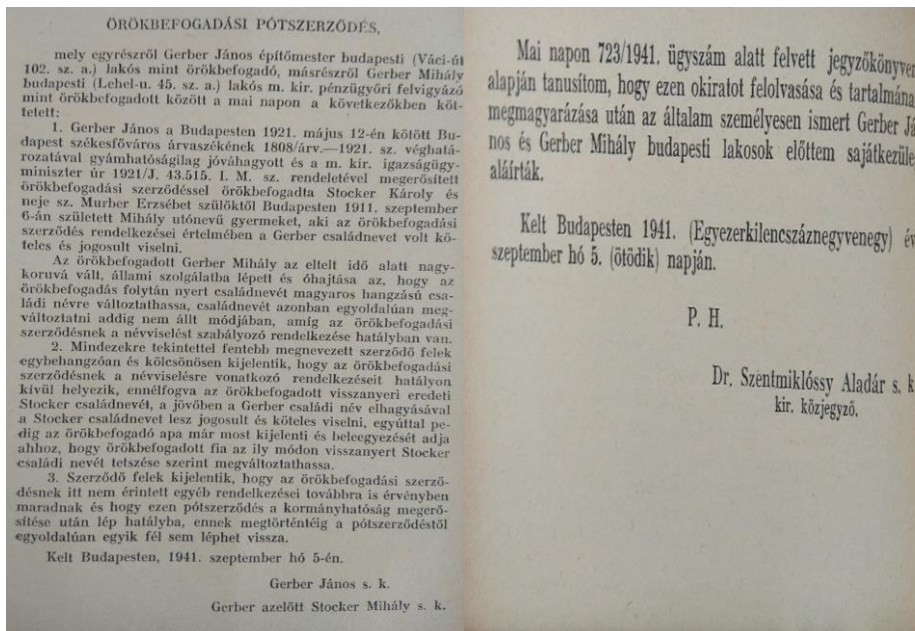 ÖRÖKBEFOGADÁSI PÓTSZERZŐDÉS,
mely egyrészről Gerber János építőmester budapesti (Váci-út
102. sz. a.) lakós mint örökbefogadó, másrészről Gerber Mihály
budapesti (Lehel-u. 45. sz. a.) lakós m. kir. pénzügyőri felvigyázó
mint örökbefogadott között a mai napon a következőkben köt-
tetett:
1. Gerber János a Budapesten 1921. május 12-én kötött Bu-
dapest székesfőváros árvaszékének 1808/árv.—1921. sz. véghatá-
rozatával gyámhatóságilag jóváhagyott és a m. kir. igazságügy-
miniszter úr 1921/J. 43.515. I. M. sz. rendeletével megerősített
örökbefogadási szerződéssel örökbefogadta Stocker Károly és
neje sz. Murber Erzsébet szülőktől Budapesten 1911. szeptember
6-án született Mihály utónevű gyermeket, aki az örökbefogadási
szerződés rendelkezései értelmében a Gerber családnevet volt kö-
teles és jogosult viselni.
Az örökbefogadott Gerber Mihály az eltelt idő alatt nagy-
koruvá vált, állami szolgálatba lépett és óhajtása az, hogy az
örökbefogadás folytán nyert családnevét magyaros hangzású csa-
ládi névre változtathassa, családnevét azonban egyoldalúan meg-
változtatni addig nem állt módjában, amíg az örökbefogadási
szerződésnek a névviselést szabályozó rendelkezése hatályban van.
2. Mindezekre tekintettel fentebb megnevezett szerződő felek
egybehangzóan és kölcsönösen kijelentik, hogy az örökbefogadási
szerződésnek a névviselésre vonatkozó rendelkezéseit hatályon
kívül helyezik, ennélfogva az örökbefogadott visszanyeri eredeti
Stocker családnevét, a jövőben a Gerber családi név elhagyásával
a Stocker családnevet lesz jogosult és köteles viselni, egyúttal pe-
dig az örökbefogadó apa már most kijelenti és beleegyezését adja
ahhoz, hogy örökbefogadott fia az ily módon visszanyert Stocker
családi nevét tetszése szerint megváltoztathassa.
3. Szerződő felek kijelentik, hogy az örökbefogadási szerző-
désnek itt nem érintett egyéb rendelkezései továbbra is érvényben
maradnak és hogy ezen pótszerződés a kormányhatóság megerő-
sítése után lép hatályba, ennek megtörténtéig a pótszerződéstől
egyoldalúan egyik fél sem léphet vissza.
Kelt Budapesten, 1941. szeptember hó 5-én.
Gerber János s. k.
Gerber azelőtt Stocker Mihály s. k.
Mai napon 723/1941. ügyszám alatt felvett jegyzőkönyven
alapján tanusítom, hogy ezen okiratot felolvasása és tartalmána
megmagyarázása után az általam személyesen ismert Gerber Já-
nos és Gerber Mihály budapesti lakosok előttem sajátkezüle
aláírták.
Kelt Budapesten 1941. (Egyezerkilencszáznegyvenegy) év
szeptember hó 5. (ötödik) napján.
P. H.
Dr. Szentmiklóssy Aladár s. k
kir. közjegyző.